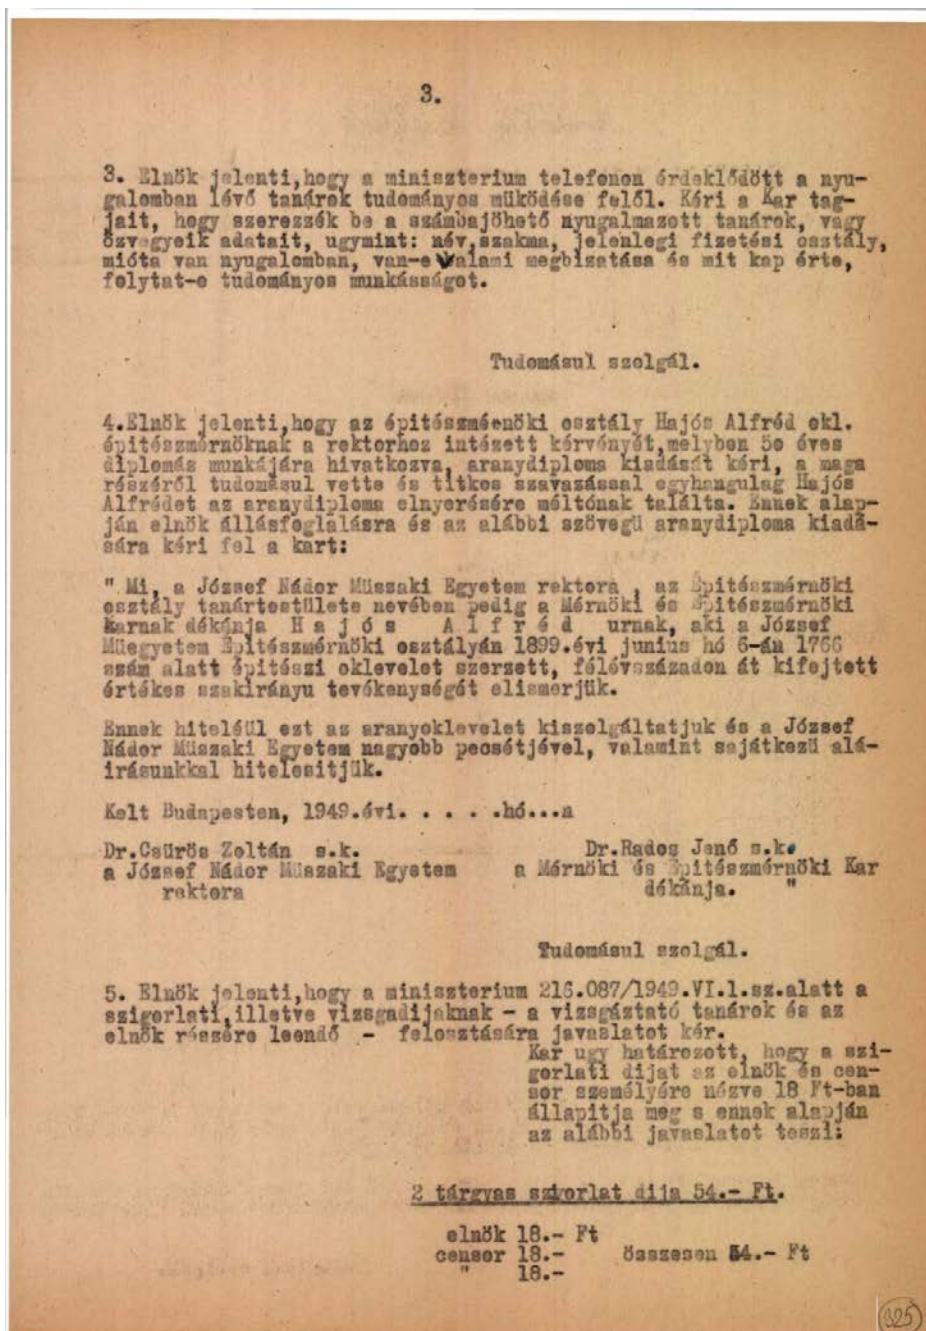 3.
3. Elnök jelenti,hogy a miniszterium telefonon érdeklődött a nyu-
galomban lévő tanárok tudományos müködése felől. Kéri a Kar tag-
jait, hogy szerezzék be a számbajöhető nyugalmazott tanárok, vagy
özvegyeik adatait, ugymint: név,szakma, jelenlegi fizetési osztály,
mióta van nyugalomban, van-e valami megbizatása és mit kap érte,
folytat-e tudományos munkásságot.
Tudomásul szolgál.
4.Elnök jelenti,hogy az épitészméenöki osztály Hajós Alfréd okl.
épitészmérnöknak a rektorhoz intézett kérvényét,melyben 5o éves
diplomás munkájára hivatkozva, aranydiploma kiadását kéri, a maga
részéről tudomásul vette és titkos szavazással egyhangulag Hajós
Alfrédet az aranydiploma elnyerésére méltónak találta. Ennek alap-
ján elnök állásfoglalásra és az alábbi szövegü aranydiploma kiadá-
sára kéri fel a kart:
" Mi, a József Nádor Müszaki Egyetem rektora , az Épitészmérnöki
osztály tanártestülete nevében pedig a Mérnöki és Épitészmérnöki
Karnak dékánja H a j ó s A l f r é d urnak, aki a József
Müegyetem Épitészmérnöki osztályán 1899.évi junius hó 6-án 1766
szám alatt épitészi oklevelet szerzett, félévszázadon át kifejtett
értékes szakirányu tevékenységét elismerjük.
Ennek hiteléül ezt az aranyoklevelet kiszolgáltatjuk és a József
Nádor Müszaki Egyetem nagyobb pecsétjével, valamint sajátkezü alá-
irásunkkal hitelesitjük.
Kelt Budapesten, 1949.évi. . . . .hó...n
Dr.Csürös Zoltán s.k. Dr.Rados Jenő s.k.
a József Nádor Müszaki Egyetem a Mérnöki és Épitészmérnöki Kar
rektora dékánja. "
Tudomásul szolgál.
5. Elnök jelenti,hogy a miniszterium 216.087/1949.VI.1.sz.alatt a
szigorlati,illetve vizsgadijaknak - a vizsgáztató tanárok és az
elnök részére leendő - felosztására javaslatot kér.
Kar ugy határozott, hogy a szi-
gorlati dijat az elnök és cen-
sor személyére nézve 18 Ft-ban
állapitja meg s ennek alapján
az alábbi javaslatot teszi:
2 tárgyas szigorlat dija 54.- Ft.
elnök 18.- Ft
censor 18.- összesen 54.- Ft
" 18.-
325